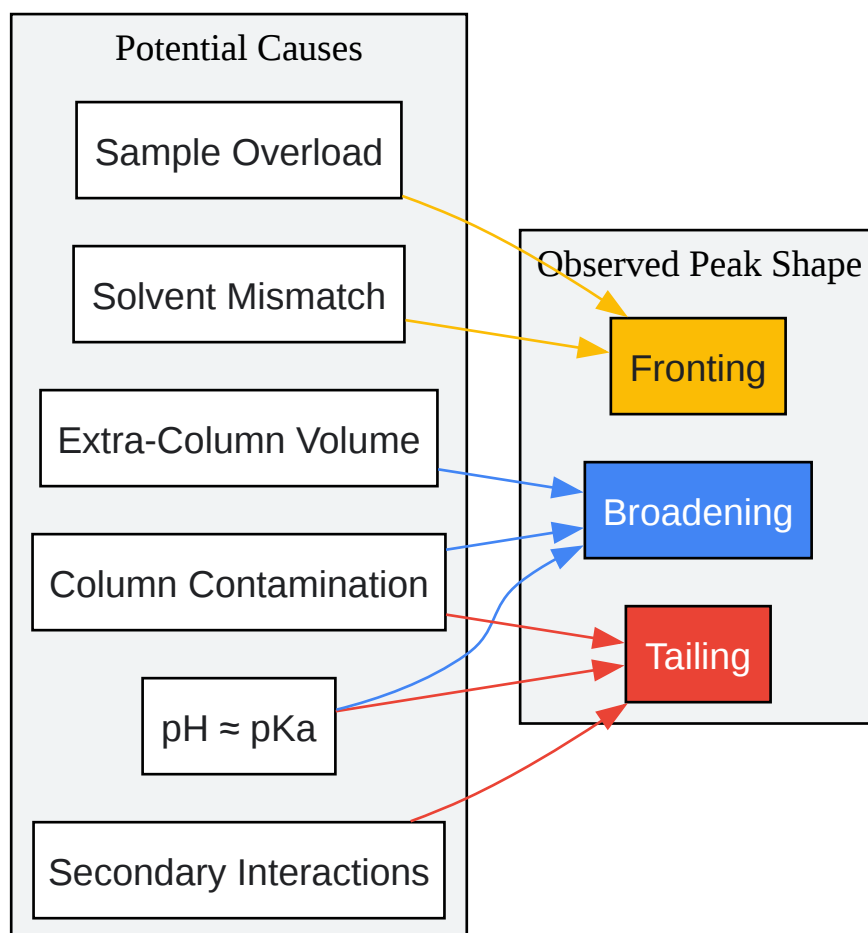 Potential Causes
Sample Overload
Solvent Mismatch
Extra-Column Volume
Column Contamination
pH ≈ pKa
Secondary Interactions
Observed Peak Shape
Fronting
Broadening
Tailing